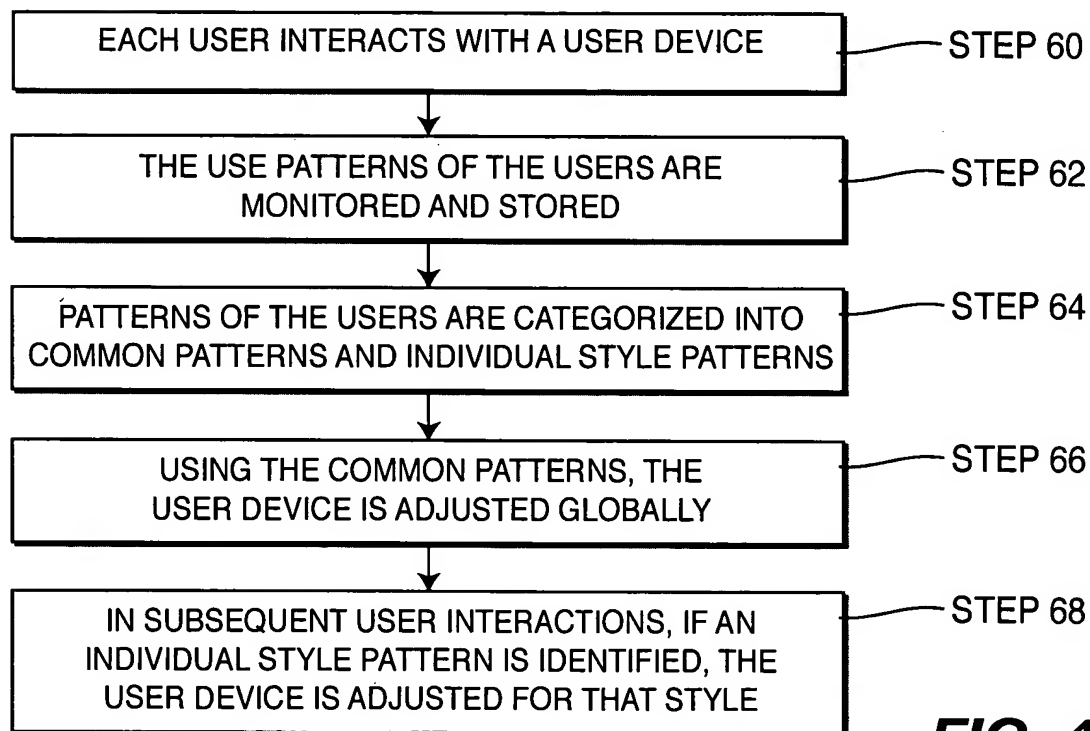 EACH USER INTERACTS WITH A USER DEVICE
STEP 60
THE USE PATTERNS OF THE USERS ARE
MONITORED AND STORED
STEP 62
PATTERNS OF THE USERS ARE CATEGORIZED INTO
COMMON PATTERNS AND INDIVIDUAL STYLE PATTERNS
STEP 64
USING THE COMMON PATTERNS, THE
USER DEVICE IS ADJUSTED GLOBALLY
STEP 66
IN SUBSEQUENT USER INTERACTIONS, IF AN
INDIVIDUAL STYLE PATTERN IS IDENTIFIED, THE
USER DEVICE IS ADJUSTED FOR THAT STYLE
STEP 68
FIG. 4